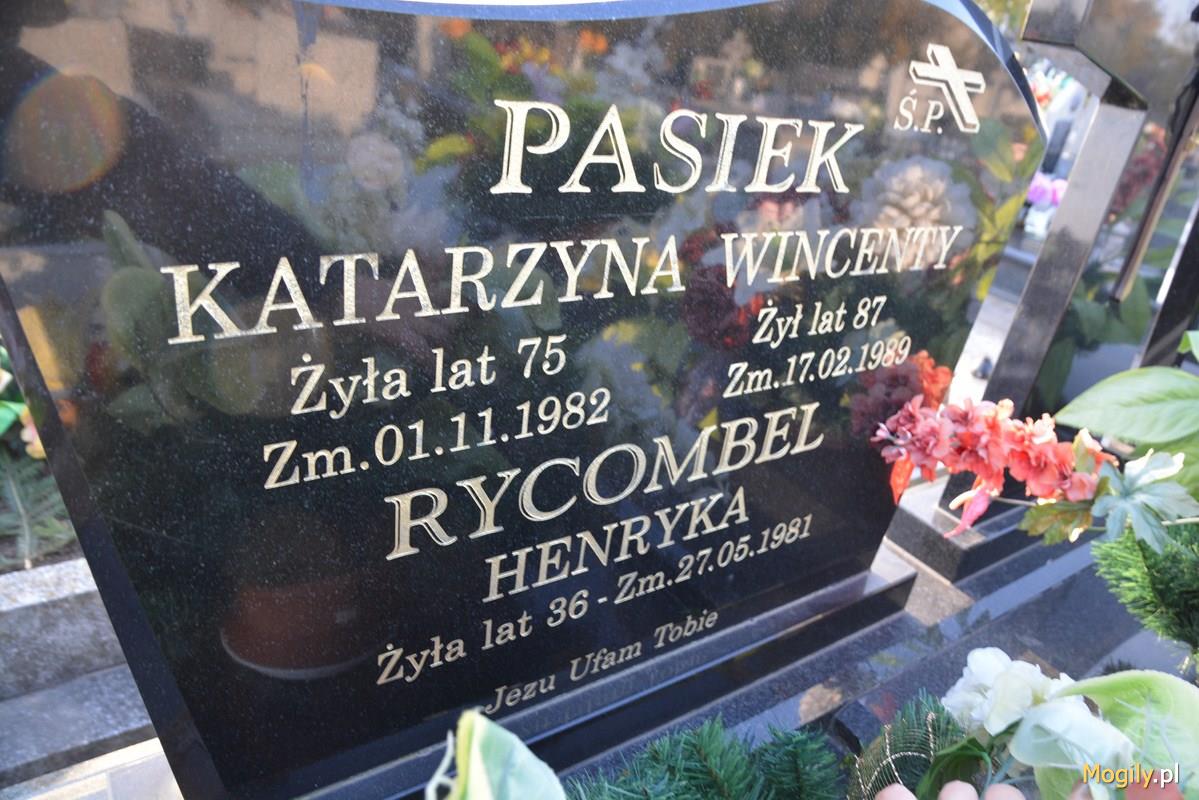 Ś.P.
PASIEK
KATARZYNA WINCENTY
Żyła lat 75 Żył lat 87
Zm.01.11.1982 Zm.17.02.1989
RYCOMBEL
HENRYKA
Żyła lat 36 - Zm.27.05.1981
Jezu Ufam Tobie
Mogily.pl